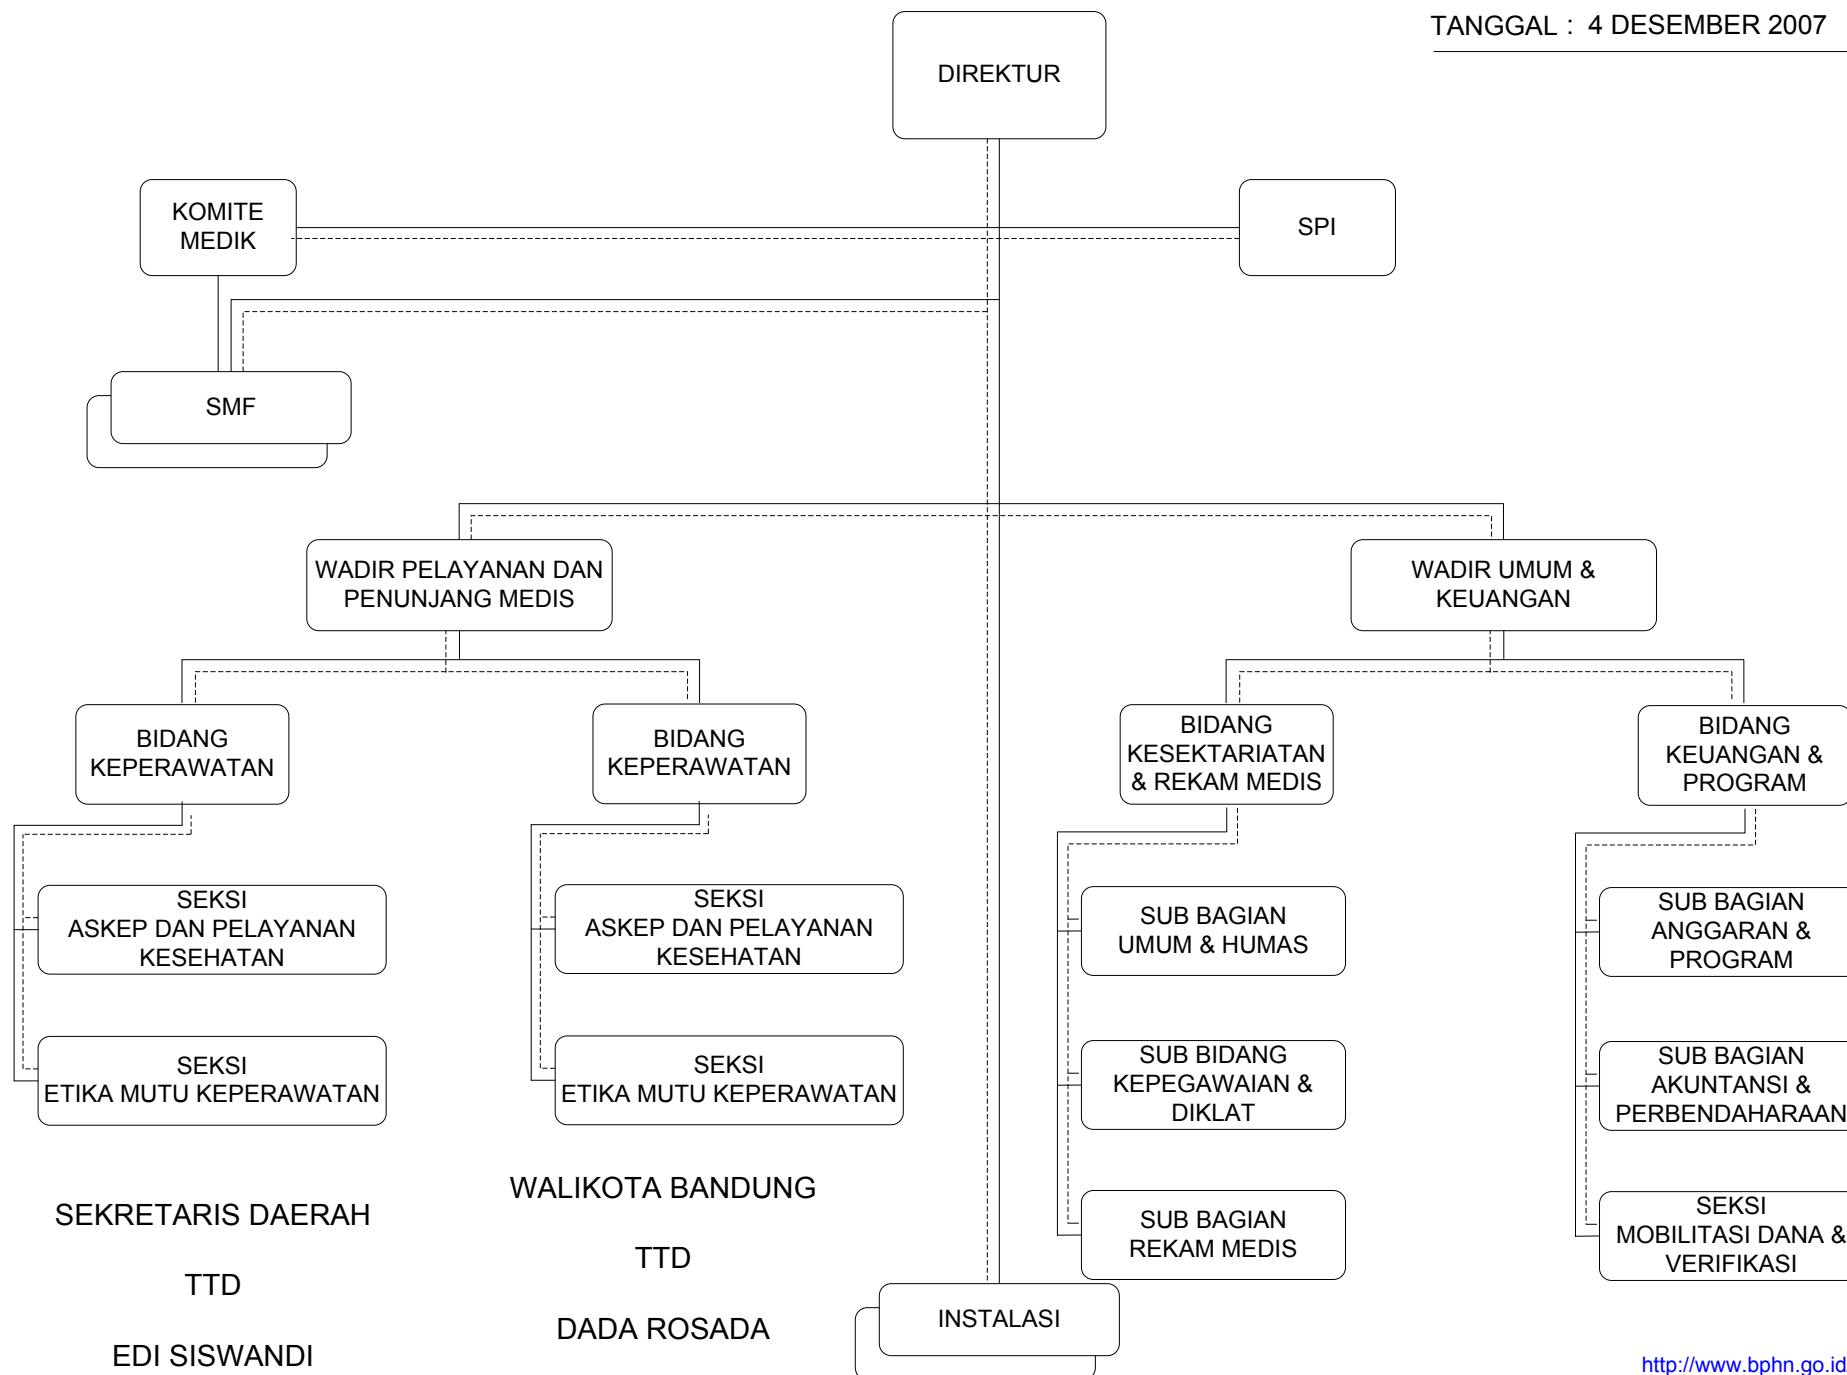 TANGGAL : 4 DESEMBER 2007
DIREKTUR
KOMITE
MEDIK
SPI
SMF
WADIR PELAYANAN DAN
PENUNJANG MEDIS
WADIR UMUM &
KEUANGAN
BIDANG
KEPERAWATAN
BIDANG
KEPERAWATAN
BIDANG
KESEKTARIATAN
& REKAM MEDIS
BIDANG
KEUANGAN &
PROGRAM
SEKSI
ASKEP DAN PELAYANAN
KESEHATAN
SEKSI
ASKEP DAN PELAYANAN
KESEHATAN
SUB BAGIAN
UMUM & HUMAS
SUB BAGIAN
ANGGARAN &
PROGRAM
SEKSI
ETIKA MUTU KEPERAWATAN
SEKSI
ETIKA MUTU KEPERAWATAN
SUB BIDANG
KEPEGAWAIAN &
DIKLAT
SUB BAGIAN
AKUNTANSI &
PERBENDAHARAAN
SUB BAGIAN
REKAM MEDIS
SEKSI
MOBILITASI DANA &
VERIFIKASI
SEKRETARIS DAERAH
TTD
EDI SISWANDI
WALIKOTA BANDUNG
TTD
DADA ROSADA
INSTALASI
http://www.bphn.go.id